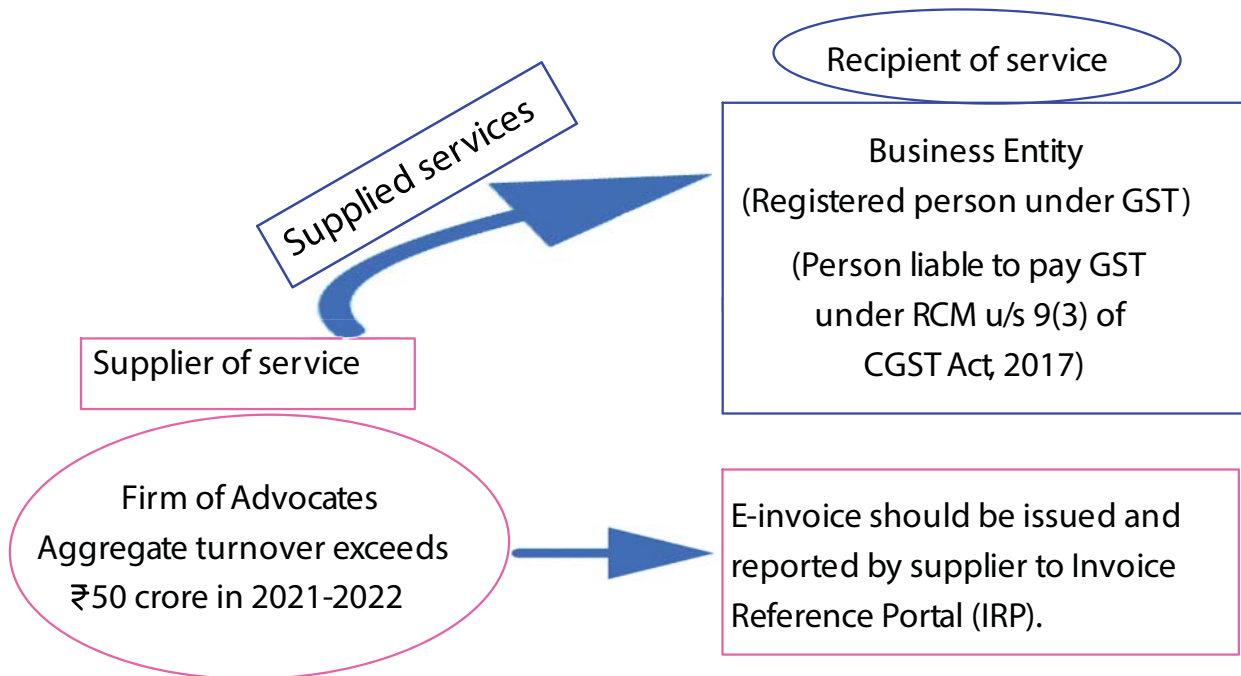 Recipient of service
Supplied services
Business Entity
(Registered person under GST)
(Person liable to pay GST
under RCM u/s 9(3) of
CGST Act, 2017)
Supplier of service
Firm of Advocates
Aggregate turnover exceeds
₹50 crore in 2021-2022
E-invoice should be issued and
reported by supplier to Invoice
Reference Portal (IRP).